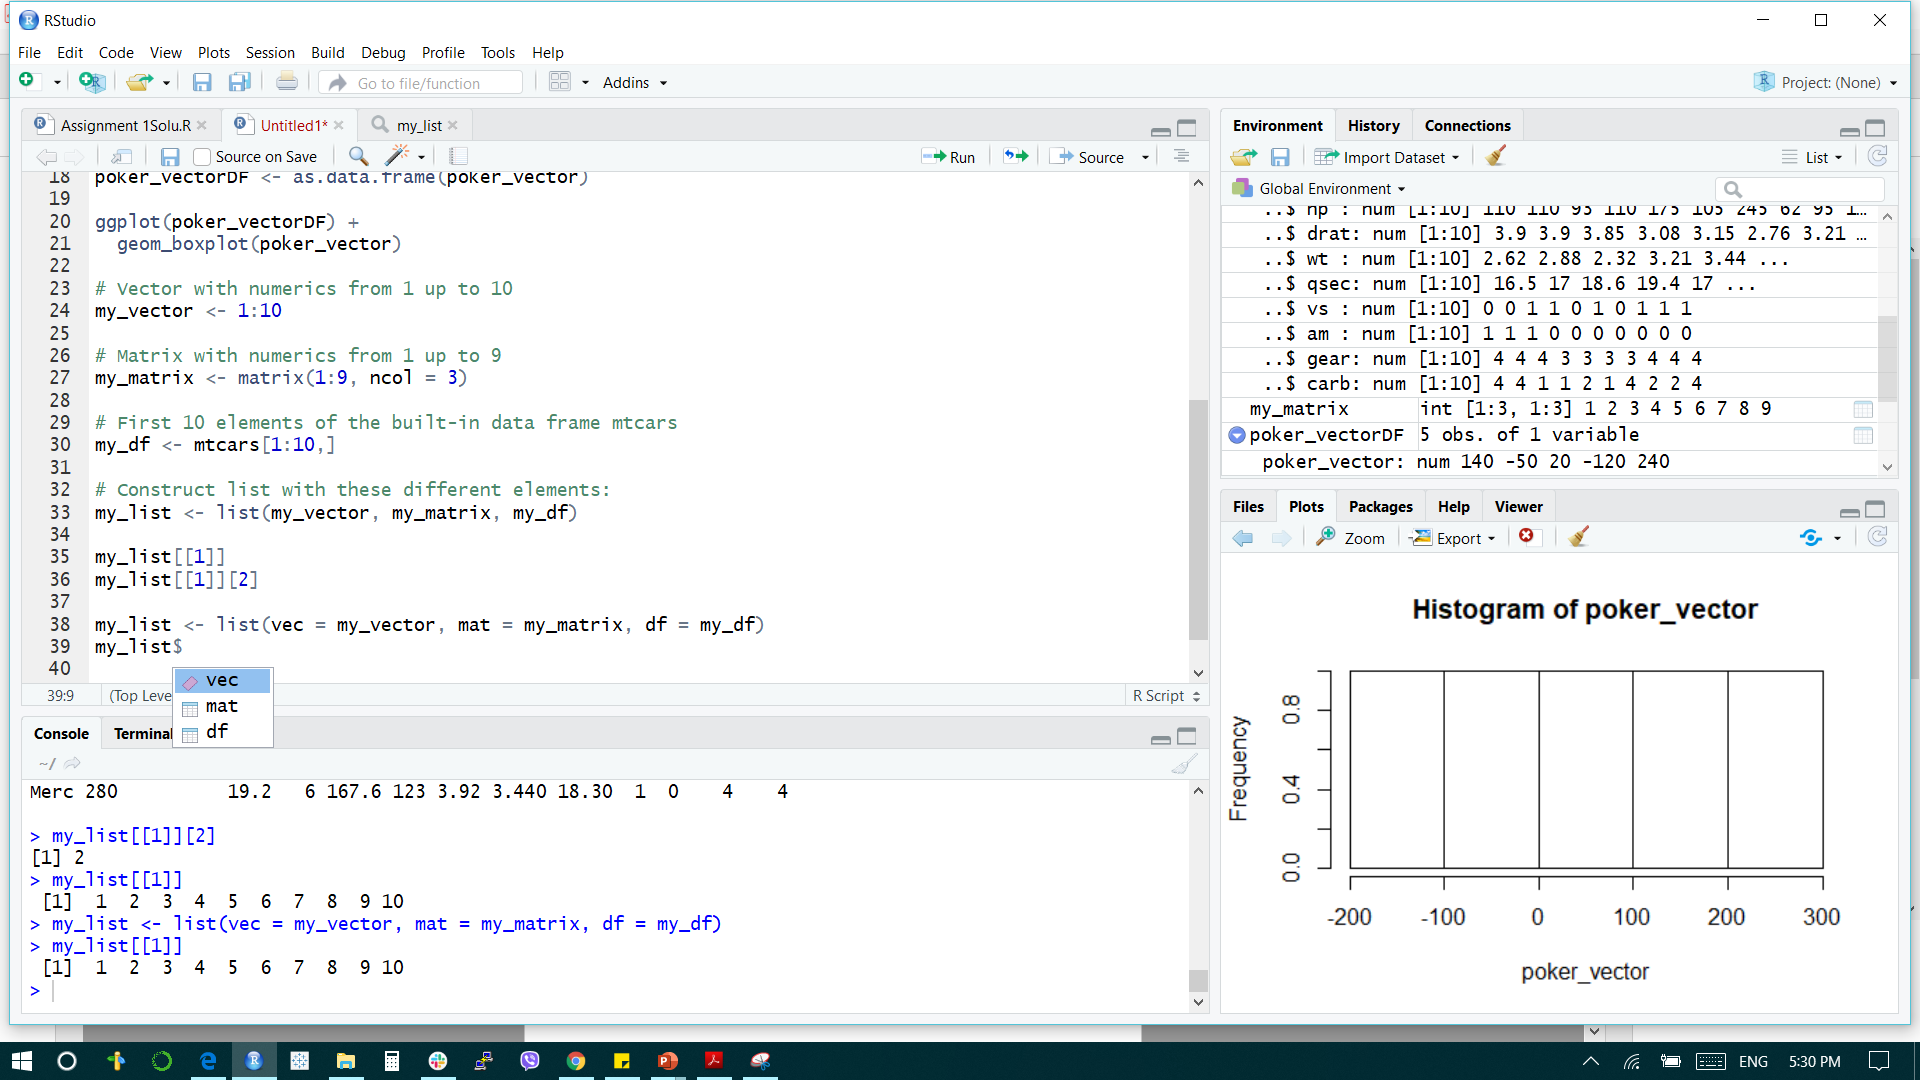 RStudio
File Edit Code View Plots Session Build Debug Profile Tools Help
Go to file/function
Addins
Project: (None)
Assignment 1Solu.R
Untitled1*
my_list
Source on Save
Run
Source
18 poker_vectorDF <- as.data.frame(poker_vector)
19
20 ggplot(poker_vectorDF) +
21 geom_boxplot(poker_vector)
22
23 # Vector with numerics from 1 up to 10
24 my_vector <- 1:10
25
26 # Matrix with numerics from 1 up to 9
27 my_matrix <- matrix(1:9, ncol = 3)
28
29 # First 10 elements of the built-in data frame mtcars
30 my_df <- mtcars[1:10,]
31
32 # Construct list with these different elements:
33 my_list <- list(my_vector, my_matrix, my_df)
34
35 my_list[[1]]
36 my_list[[1]][2]
37
38 my_list <- list(vec = my_vector, mat = my_matrix, df = my_df)
39 my_list$
40
vec
mat
df
39:9 (Top Leve
R Script
Console Terminal
~/
Merc 280 19.2 6 167.6 123 3.92 3.440 18.30 1 0 4 4
> my_list[[1]][2]
[1] 2
> my_list[[1]]
[1] 1 2 3 4 5 6 7 8 9 10
> my_list <- list(vec = my_vector, mat = my_matrix, df = my_df)
> my_list[[1]]
[1] 1 2 3 4 5 6 7 8 9 10
>
Environment History Connections
Import Dataset
List
Global Environment
..$ hp : num [1:10] 110 110 93 110 175 105 245 62 95 1…
..$ drat: num [1:10] 3.9 3.9 3.85 3.08 3.15 2.76 3.21 …
..$ wt : num [1:10] 2.62 2.88 2.32 3.21 3.44 ...
..$ qsec: num [1:10] 16.5 17 18.6 19.4 17 ...
..$ vs : num [1:10] 0 0 1 1 0 1 0 1 1 1
..$ am : num [1:10] 1 1 1 0 0 0 0 0 0 0
..$ gear: num [1:10] 4 4 4 3 3 3 3 4 4 4
..$ carb: num [1:10] 4 4 1 1 2 1 4 2 2 4
my_matrix int [1:3, 1:3] 1 2 3 4 5 6 7 8 9
poker_vectorDF 5 obs. of 1 variable
poker_vector: num 140 -50 20 -120 240
Files Plots Packages Help Viewer
Zoom
Export
Histogram of poker_vector
Frequency
0.8
0.4
0.0
-200 -100 0 100 200 300
poker_vector
ENG
5:30 PM